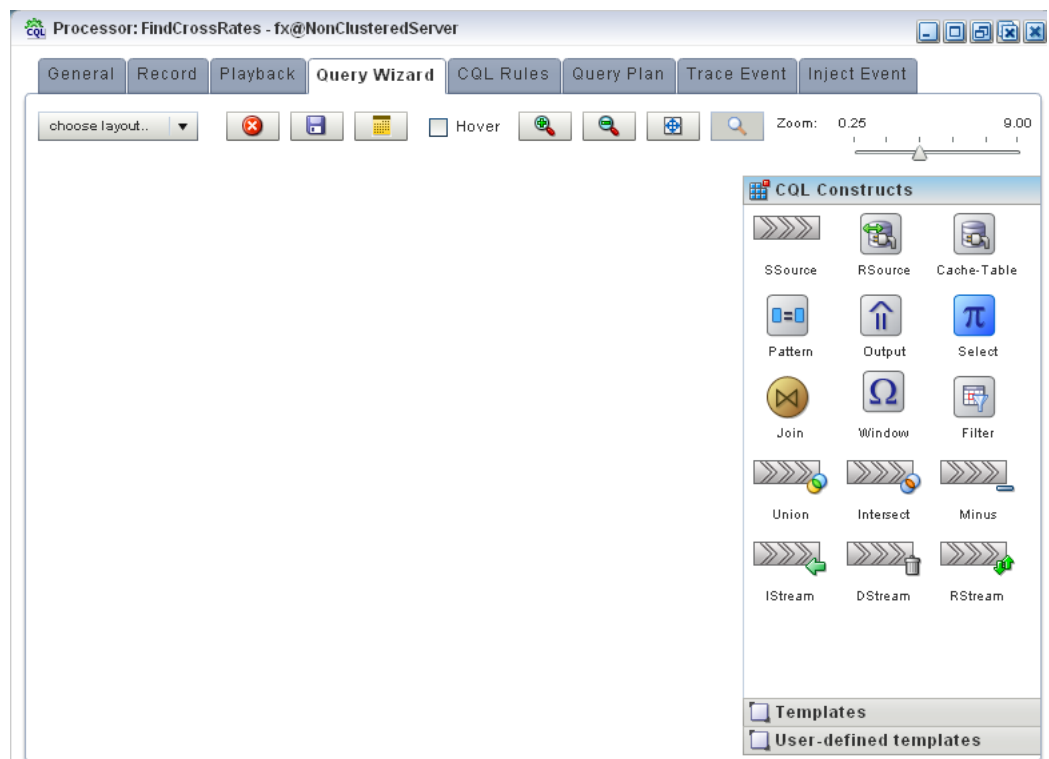 CQL Processor: FindCrossRates - fx@NonClusteredServer
General Record Playback Query Wizard CQL Rules Query Plan Trace Event Inject Event
choose layout.. Hover Zoom: 0.25 9.00
CQL Constructs
SSource RSource Cache-Table
Pattern Output Select
Join Window Filter
Union Intersect Minus
IStream DStream RStream
Templates
User-defined templates